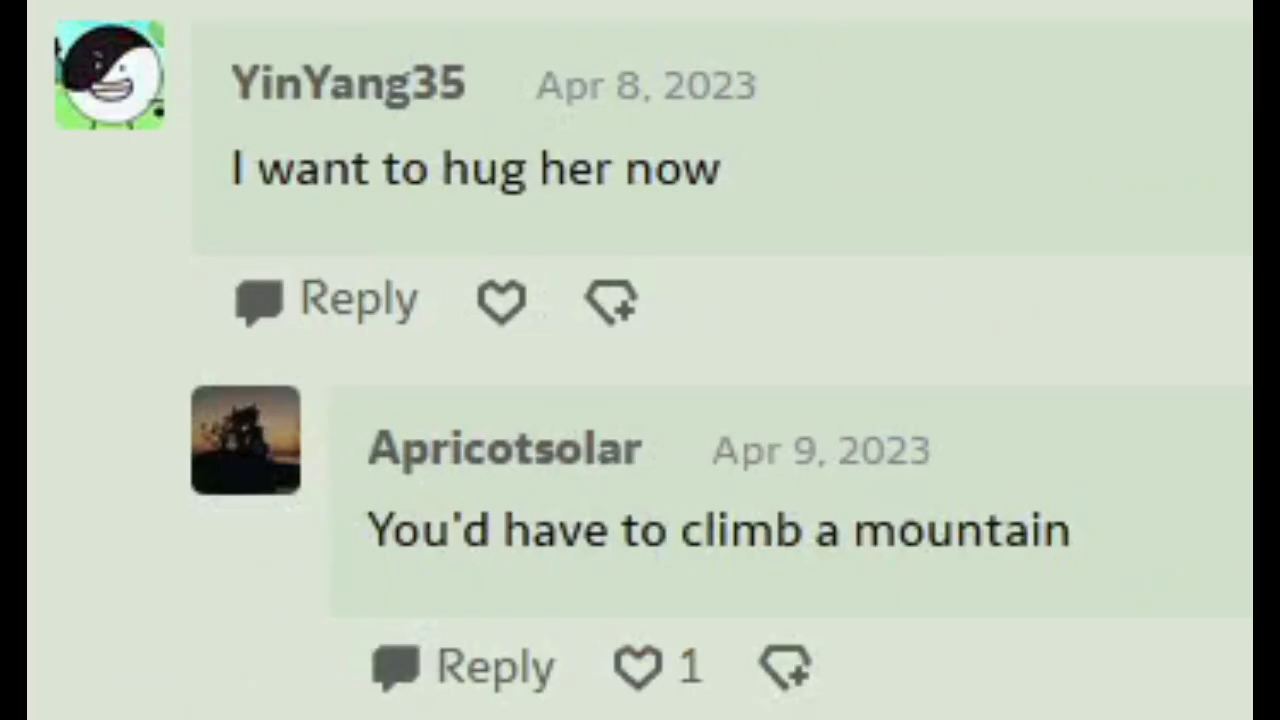 YinYang35 Apr 8, 2023
I want to hug her now
Reply
Apricotsolar Apr 9, 2023
You'd have to climb a mountain
Reply 1